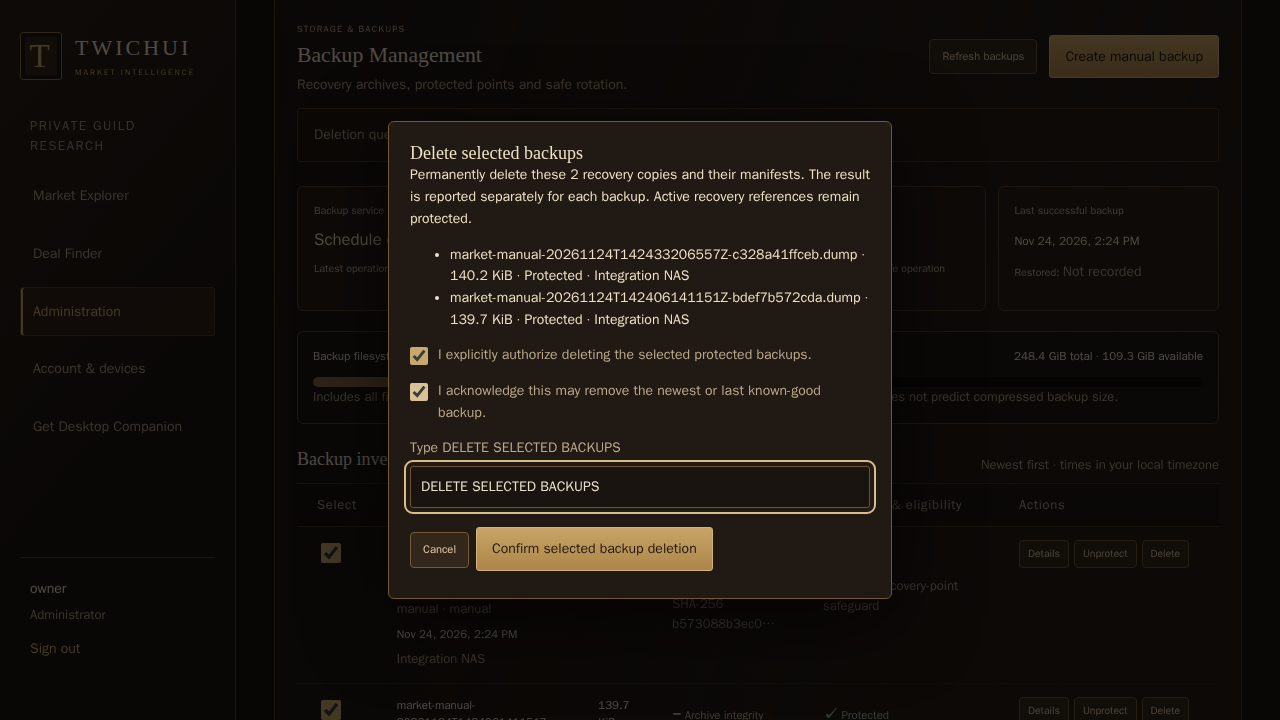 T
TWICHUI
MARKET INTELLIGENCE
PRIVATE GUILD
RESEARCH
Market Explorer
Deal Finder
Administration
Account & devices
Get Desktop Companion
owner
Administrator
Sign out
STORAGE & BACKUPS
Backup Management
Recovery archives, protected points and safe rotation.
Refresh backups
Create manual backup
Deletion
Backup service
Schedule
Latest
operation
Last successful backup
Nov 24, 2026, 2:24 PM
Restored: Not recorded
Backup
248.4 GiB total · 109.3 GiB available
Includes all
not predict compressed backup size.
Backup
Newest first · times in your local timezone
Select
& eligibility
Actions
Delete selected backups
Permanently delete these 2 recovery copies and their manifests. The result
is reported separately for each backup. Active recovery references remain
protected.
• market-manual-20261124T142433206557Z-c328a41ffceb.dump ·
140.2 KiB · Protected · Integration NAS
• market-manual-20261124T142406141151Z-bdef7b572cda.dump ·
139.7 KiB · Protected · Integration NAS
I explicitly authorize deleting the selected protected backups.
I acknowledge this may remove the newest or last known-good
backup.
Type DELETE SELECTED BACKUPS
DELETE SELECTED BACKUPS
Cancel
Confirm selected backup deletion
Details
Unprotect
Delete
manual · manual
Nov 24, 2026, 2:24 PM
Integration NAS
SHA-256
b573088b3ec0⋯
safeguard
market-manual-
139.7
– Archive integrity
✓ Protected
Details
Unprotect
Delete